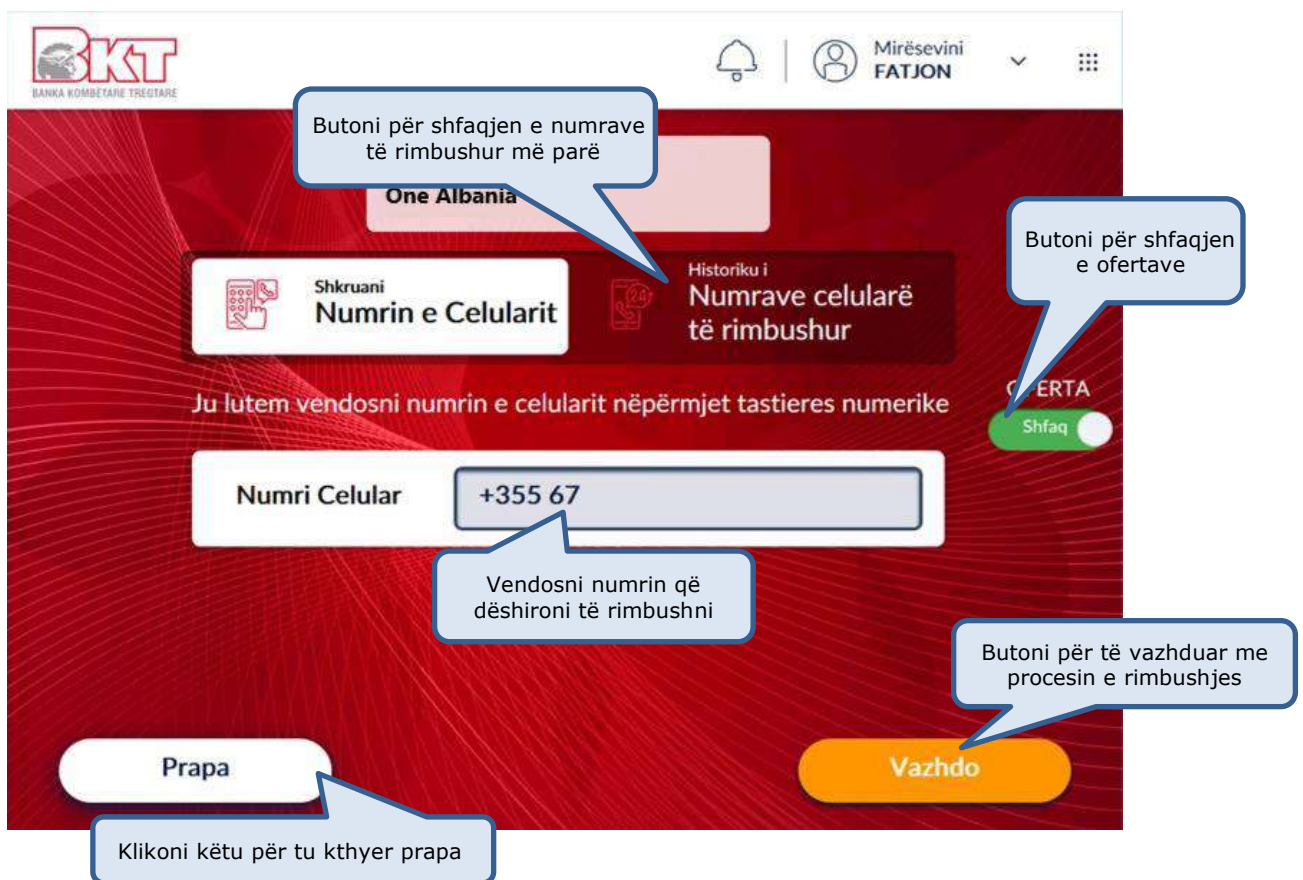 BKT
BANKA KOMBËTARE TREGTARE
Mirësevini
FATJON
Butoni për shfaqjen e numrave
të rimbushur më parë
One Albania
Butoni për shfaqjen
e ofertave
Shkruani
Numrin e Celularit
Historiku i
Numrave celularë
të rimbushur
OFERTA
Shfaq
Ju lutem vendosni numrin e celularit nëpërmjet tastieres numerike
Numri Celular
+355 67
Vendosni numrin që
dëshironi të rimbushni
Butoni për të vazhduar me
procesin e rimbushjes
Prapa
Vazhdo
Klikoni këtu për tu kthyer prapa